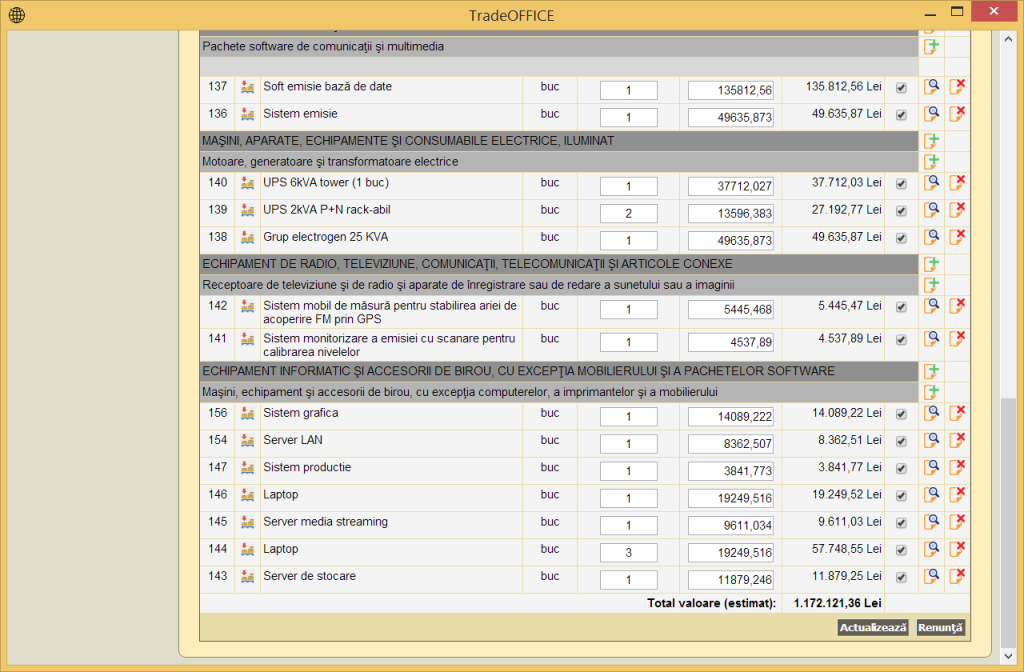 TradeOFFICE
Pachete software de comunicaţii şi multimedia
137 Soft emisie bază de date buc 1 135812,56 135.812,56 Lei
136 Sistem emisie buc 1 49635,873 49.635,87 Lei
MAŞINI, APARATE, ECHIPAMENTE ŞI CONSUMABILE ELECTRICE, ILUMINAT
Motoare, generatoare şi transformatoare electrice
140 UPS 6kVA tower (1 buc) buc 1 37712,027 37.712,03 Lei
139 UPS 2kVA P+N rack-abil buc 2 13596,383 27.192,77 Lei
138 Grup electrogen 25 KVA buc 1 49635,873 49.635,87 Lei
ECHIPAMENT DE RADIO, TELEVIZIUNE, COMUNICAŢII, TELECOMUNICAŢII ŞI ARTICOLE CONEXE
Receptoare de televiziune şi de radio şi aparate de înregistrare sau de redare a sunetului sau a imaginii
142 Sistem mobil de măsură pentru stabilirea ariei de buc 1 5445,468 5.445,47 Lei
acoperire FM prin GPS
141 Sistem monitorizare a emisiei cu scanare pentru buc 1 4537,89 4.537,89 Lei
calibrarea nivelelor
ECHIPAMENT INFORMATIC ŞI ACCESORII DE BIROU, CU EXCEPŢIA MOBILIERULUI ŞI A PACHETELOR SOFTWARE
Maşini, echipament şi accesorii de birou, cu excepţia computerelor, a imprimantelor şi a mobilierului
156 Sistem grafica buc 1 14089,222 14.089,22 Lei
154 Server LAN buc 1 8362,507 8.362,51 Lei
147 Sistem productie buc 1 3841,773 3.841,77 Lei
146 Laptop buc 1 19249,516 19.249,52 Lei
145 Server media streaming buc 1 9611,034 9.611,03 Lei
144 Laptop buc 3 19249,516 57.748,55 Lei
143 Server de stocare buc 1 11879,246 11.879,25 Lei
Total valoare (estimat): 1.172.121,36 Lei
Actualizează Renunţă